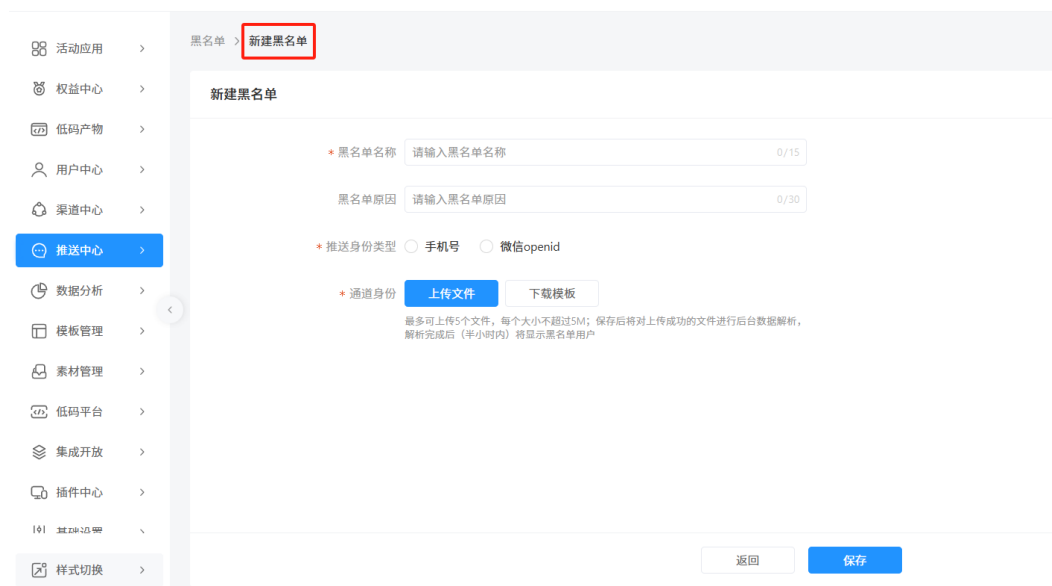 黑名单 > 新建黑名单
活动应用
权益中心
低码产物
用户中心
渠道中心
推送中心
数据分析
模板管理
素材管理
低码平台
集成开放
插件中心
基础设置
样式切换
新建黑名单
* 黑名单名称 请输入黑名单名称 0/15
黑名单原因 请输入黑名单原因 0/30
* 推送身份类型 手机号 微信openid
* 通道身份 上传文件 下载模板
最多可上传5个文件，每个大小不超过5M；保存后将对上传成功的文件进行后台数据解析，
解析完成后（半小时内）将显示黑名单用户
返回 保存